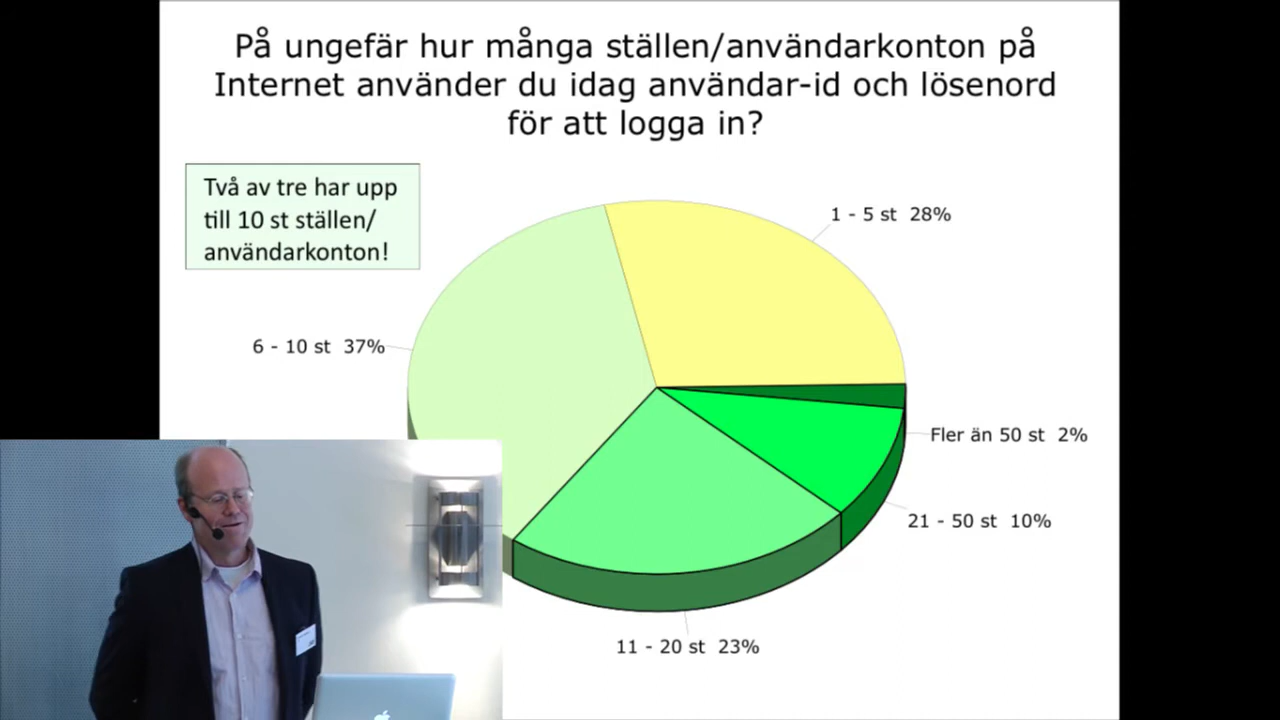 På ungefär hur många ställen/användarkonton på
Internet använder du idag användar-id och lösenord
för att logga in?
Två av tre har upp
till 10 st ställen/
användarkonton!
1 - 5 st 28%
6 - 10 st 37%
Fler än 50 st 2%
21 - 50 st 10%
11 - 20 st 23%